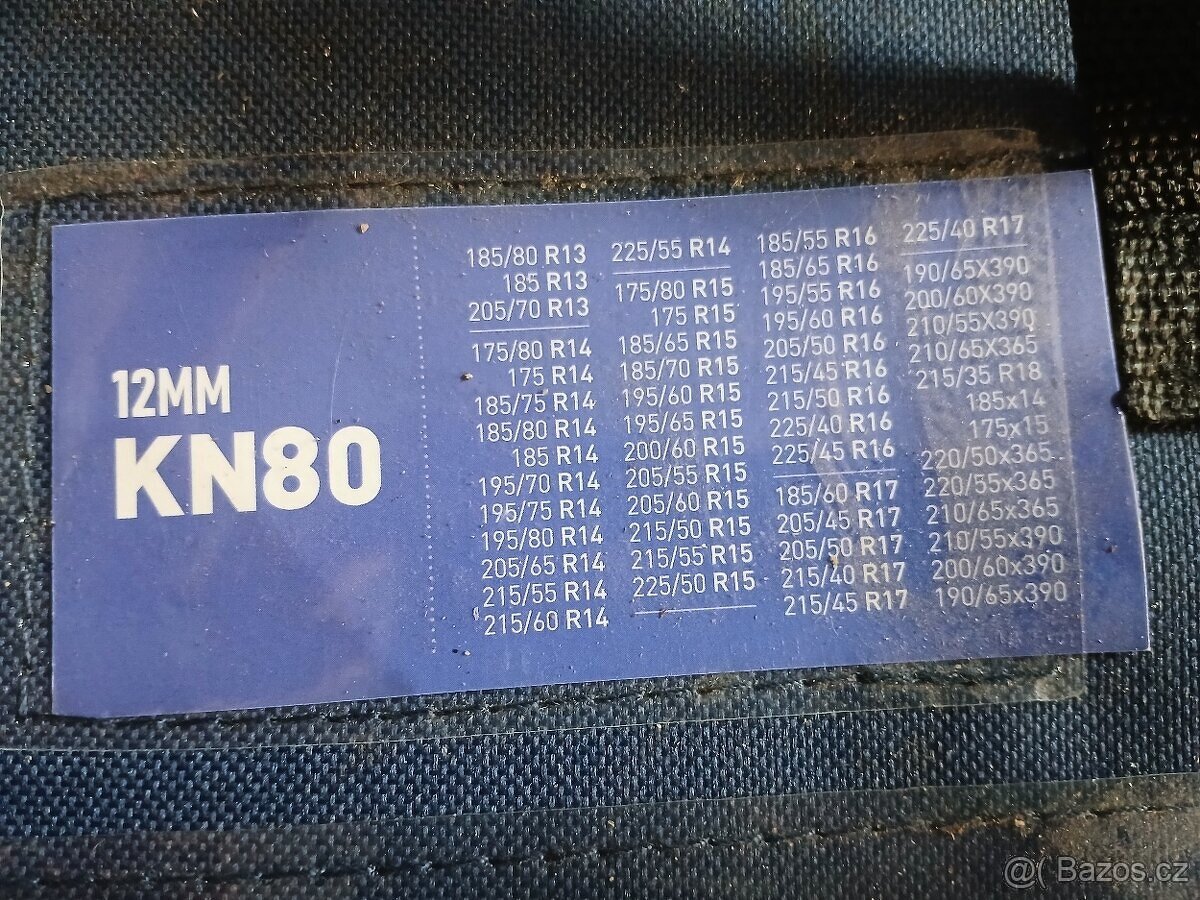 12MM
KN80
185/80 R13
185 R13
205/70 R13
175/80 R14
175 R14
185/75 R14
185/80 R14
185 R14
195/70 R14
195/75 R14
195/80 R14
205/65 R14
215/55 R14
215/60 R14
225/55 R14
175/80 R15
175 R15
185/65 R15
185/70 R15
195/60 R15
195/65 R15
200/60 R15
205/55 R15
205/60 R15
215/50 R15
215/55 R15
225/50 R15
185/55 R16
185/65 R16
195/55 R16
195/60 R16
205/50 R16
215/45 R16
215/50 R16
225/40 R16
225/45 R16
185/60 R17
205/45 R17
205/50 R17
215/40 R17
215/45 R17
225/40 R17
190/65X390
200/60X390
210/55X390
210/65X365
215/35 R18
185x14
175x15
220/50x365
220/55x365
210/65x365
210/55x390
200/60x390
190/65x390
@( Bazos.cz